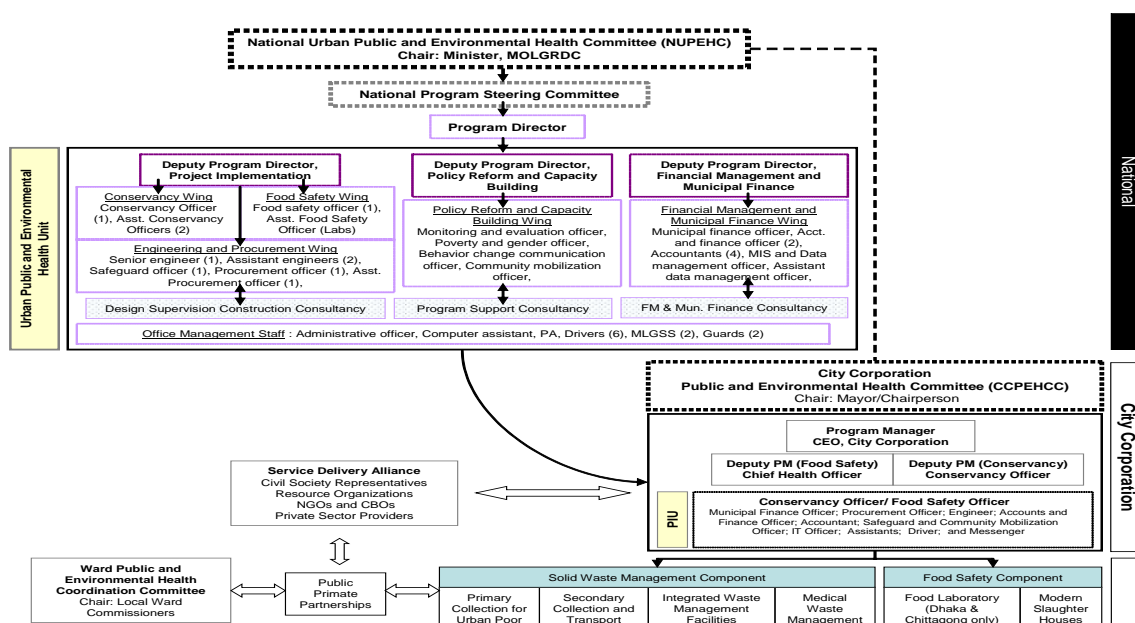 National Urban Public and Environmental Health Committee (NUPEHC)
Chair: Minister, MOLGRDC
National Program Steering Committee
Program Director
National
Urban Public and Environmental
Health Unit
Deputy Program Director,
Project Implementation
Conservancy Wing
Conservancy Officer
(1), Asst. Conservancy
Officers (2)
Food Safety Wing
Food safety officer (1),
Asst. Food Safety
Officer (Labs)
Engineering and Procurement Wing
Senior engineer (1), Assistant engineers (2),
Safeguard officer (1), Procurement officer (1), Asst.
Procurement officer (1),
Design Supervision Construction Consultancy
Deputy Program Director,
Policy Reform and Capacity
Building
Policy Reform and Capacity
Building Wing
Monitoring and evaluation officer,
Poverty and gender officer,
Behavior change communication
officer, Community mobilization
officer,
Program Support Consultancy
Deputy Program Director,
Financial Management and
Municipal Finance
Financial Management and
Municipal Finance Wing
Municipal finance officer, Acct.
and finance officer (2),
Accountants (4), MIS and Data
management officer, Assistant
data management officer,
FM & Mun. Finance Consultancy
Office Management Staff : Administrative officer, Computer assistant, PA, Drivers (6), MLGSS (2), Guards (2)
City Corporation
Public and Environmental Health Committee (CCPEHCC)
Chair: Mayor/Chairperson
City Corporation
Program Manager
CEO, City Corporation
Deputy PM (Food Safety)
Chief Health Officer
Deputy PM (Conservancy)
Conservancy Officer
PIU
Conservancy Officer/ Food Safety Officer
Municipal Finance Officer; Procurement Officer; Engineer; Accounts and
Finance Officer; Accountant; Safeguard and Community Mobilization
Officer; IT Officer; Assistants; Driver; and Messenger
Service Delivery Alliance
Civil Society Representatives
Resource Organizations
NGOs and CBOs
Private Sector Providers
Ward Public and
Environmental Health
Coordination Committee
Chair: Local Ward
Commissioners
Public
Primate
Partnerships
Solid Waste Management Component
Primary
Collection for
Urban Poor
Secondary
Collection and
Transport
Integrated Waste
Management
Facilities
Medical
Waste
Management
Food Safety Component
Food Laboratory
(Dhaka &
Chittagong only)
Modern
Slaughter
Houses